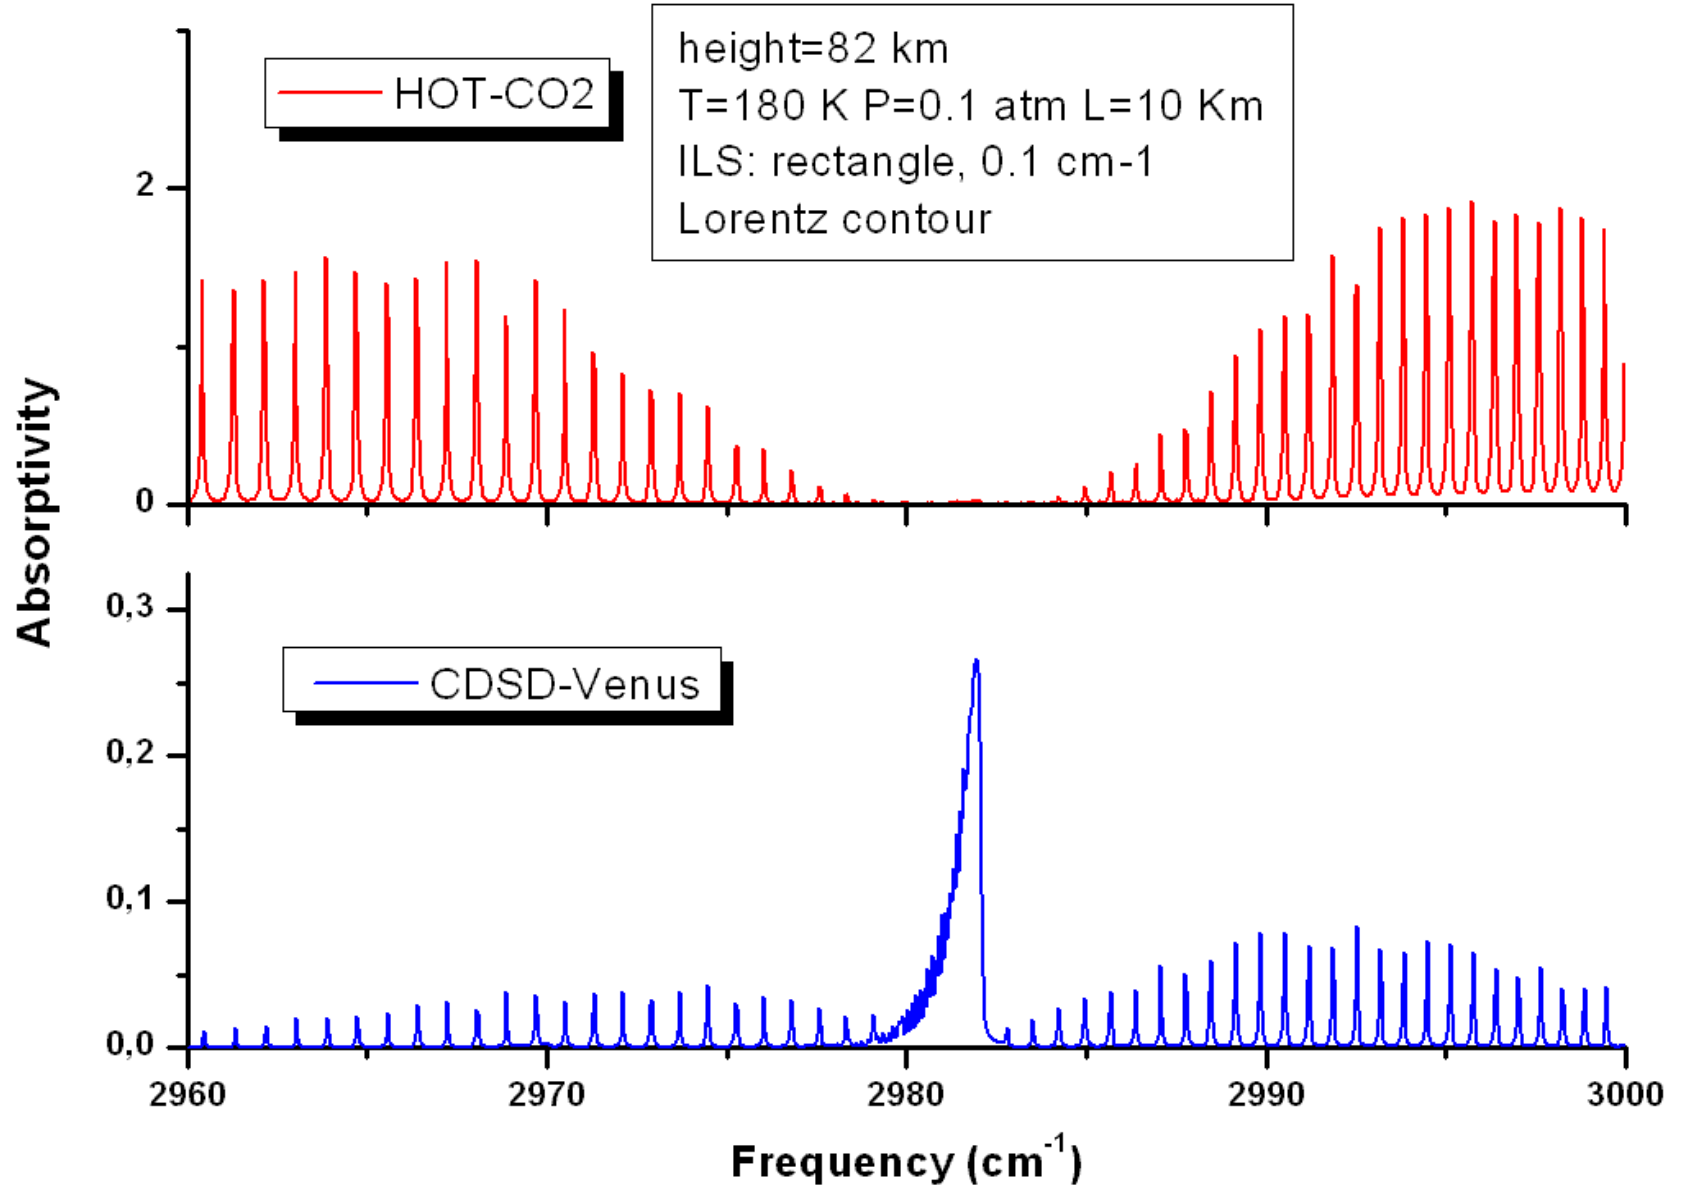 HOT-CO2
height=82 km
T=180 K P=0.1 atm L=10 Km
ILS: rectangle, 0.1 cm-1
Lorentz contour
2
0
Absorptivity
0,3
CDSD-Venus
0,2
0,1
0,0
2960 2970 2980 2990 3000
Frequency (cm⁻¹)